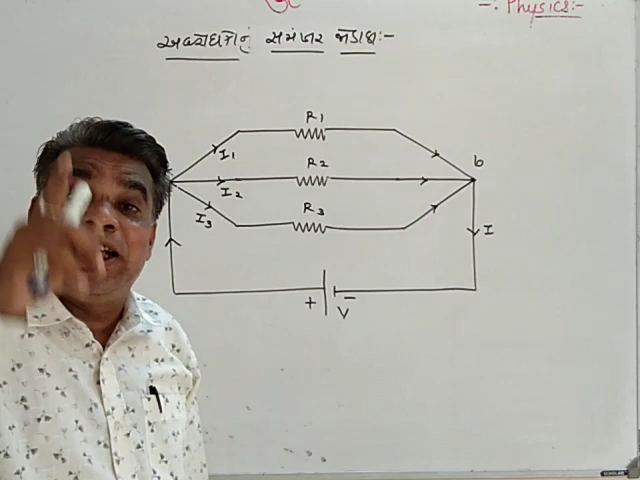 -: Physics:-
અવરોધોનું સમાંતર જોડાણ:-
R1
I1
R2
b
I2
R3
I3
I
+ -
V